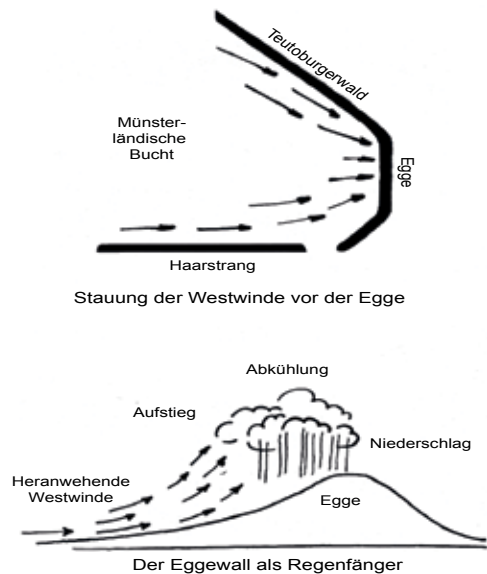 Teutoburgerwald
Münster-
ländische
Bucht
Egge
Haarstrang
Stauung der Westwinde vor der Egge
Abkühlung
Aufstieg
Niederschlag
Heranwehende
Westwinde
Egge
Der Eggewall als Regenfänger